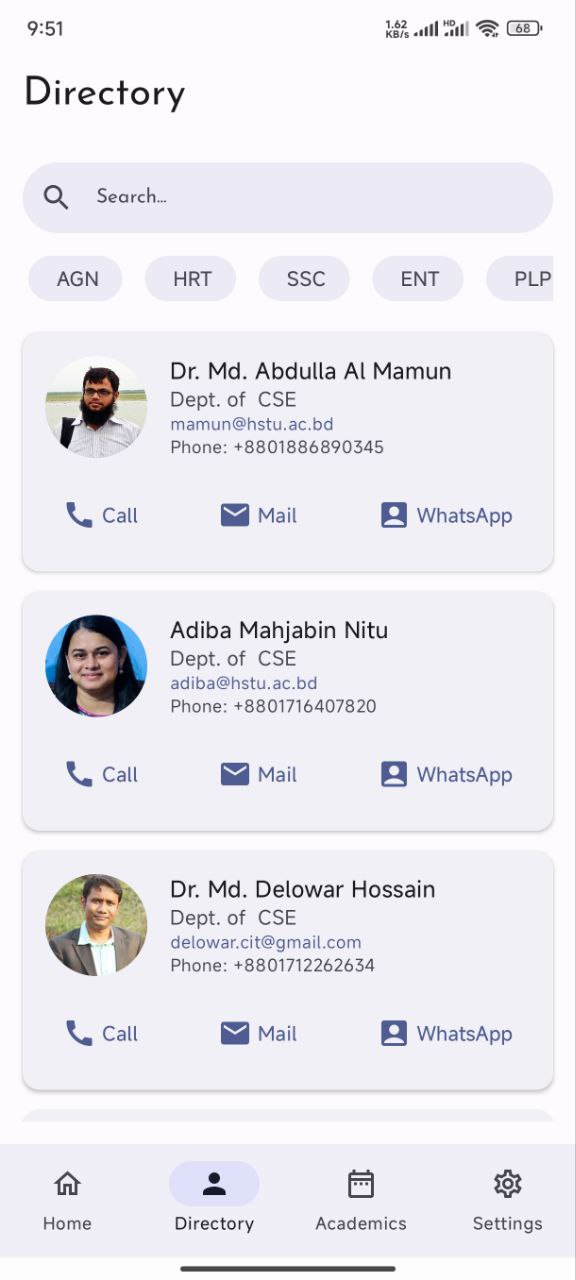 9:51
1.62 KB/s HD 68
Directory
Search...
AGN HRT SSC ENT PLP
Dr. Md. Abdulla Al Mamun
Dept. of  CSE
mamun@hstu.ac.bd
Phone: +8801886890345
Call Mail WhatsApp
Adiba Mahjabin Nitu
Dept. of  CSE
adiba@hstu.ac.bd
Phone: +8801716407820
Call Mail WhatsApp
Dr. Md. Delowar Hossain
Dept. of  CSE
delowar.cit@gmail.com
Phone: +8801712262634
Call Mail WhatsApp
Home Directory Academics Settings